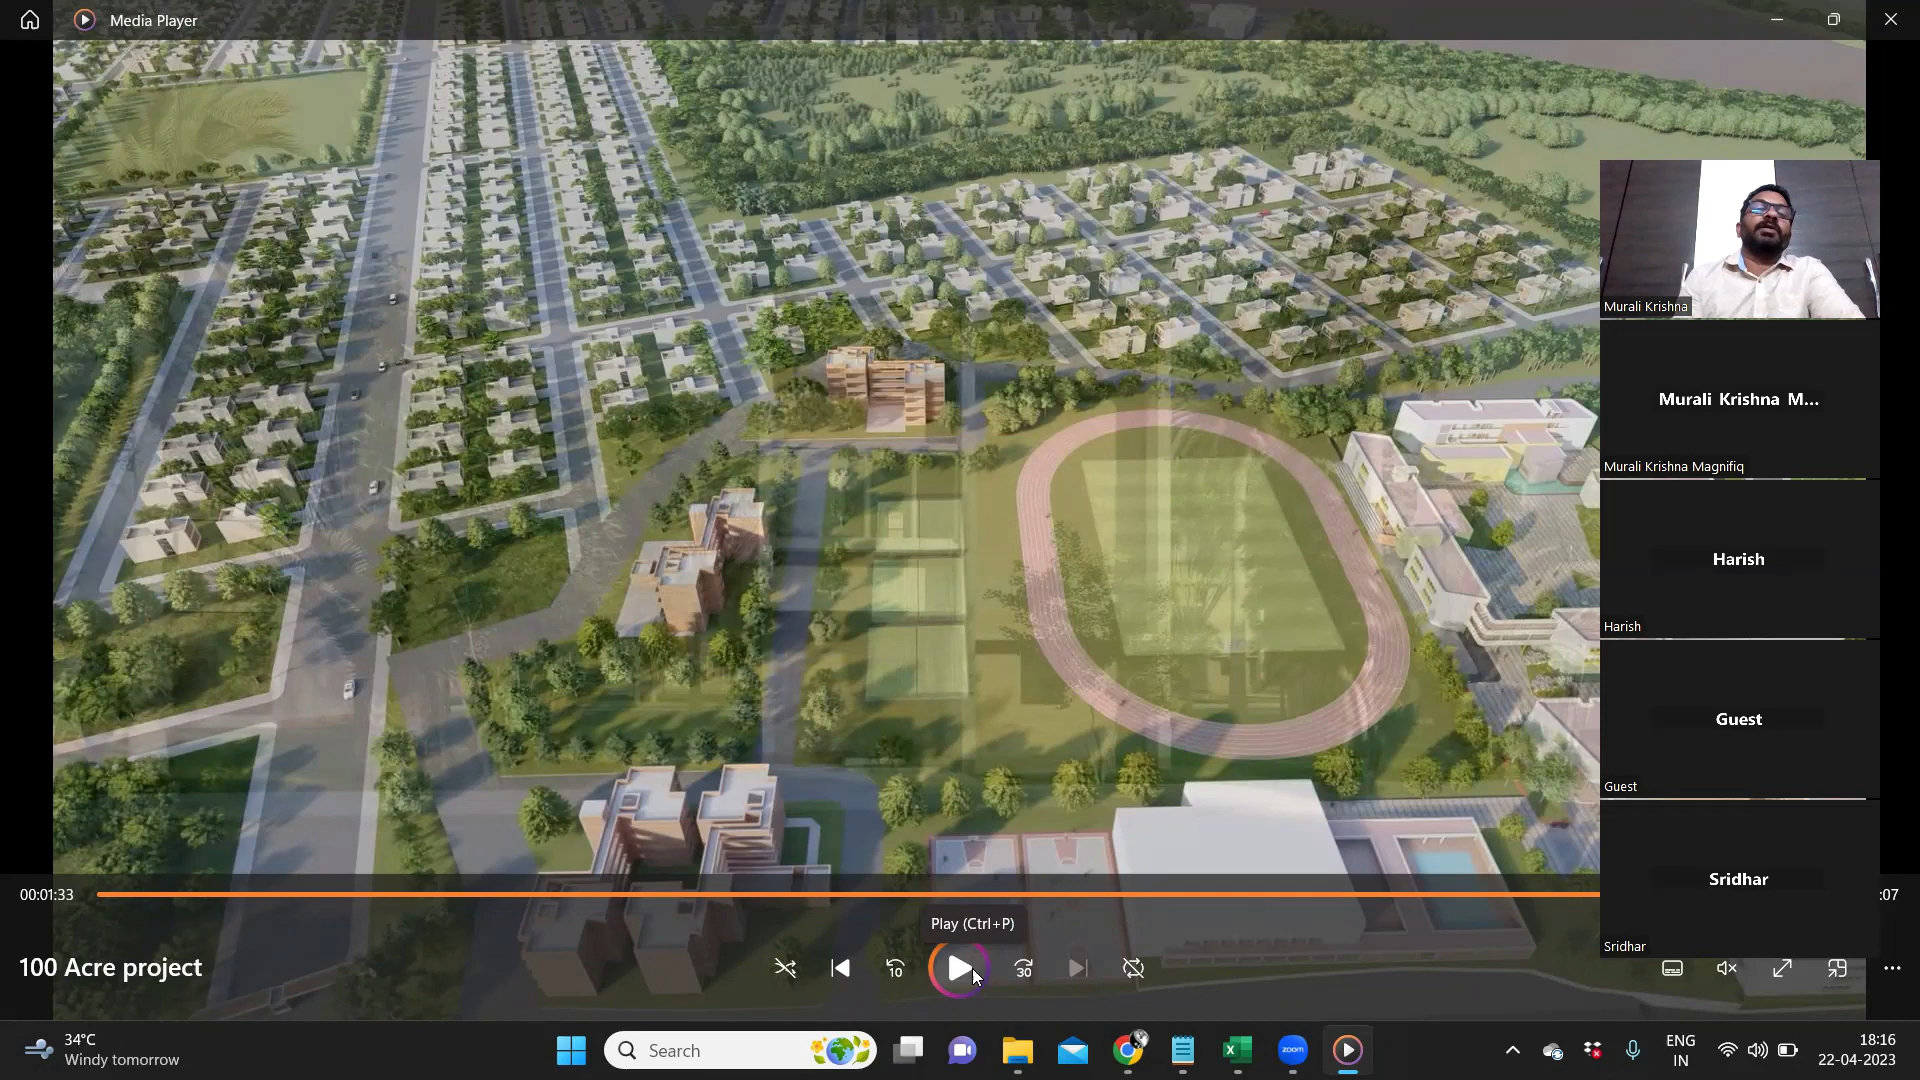 Media Player
Murali Krishna
Murali Krishna M...
Murali Krishna Magnifiq
Harish
Harish
Guest
Guest
Sridhar
Sridhar
00:01:33
:07
Play (Ctrl+P)
100 Acre project
10
30
34°C
Windy tomorrow
Search
zoom
ENG
IN
18:16
22-04-2023